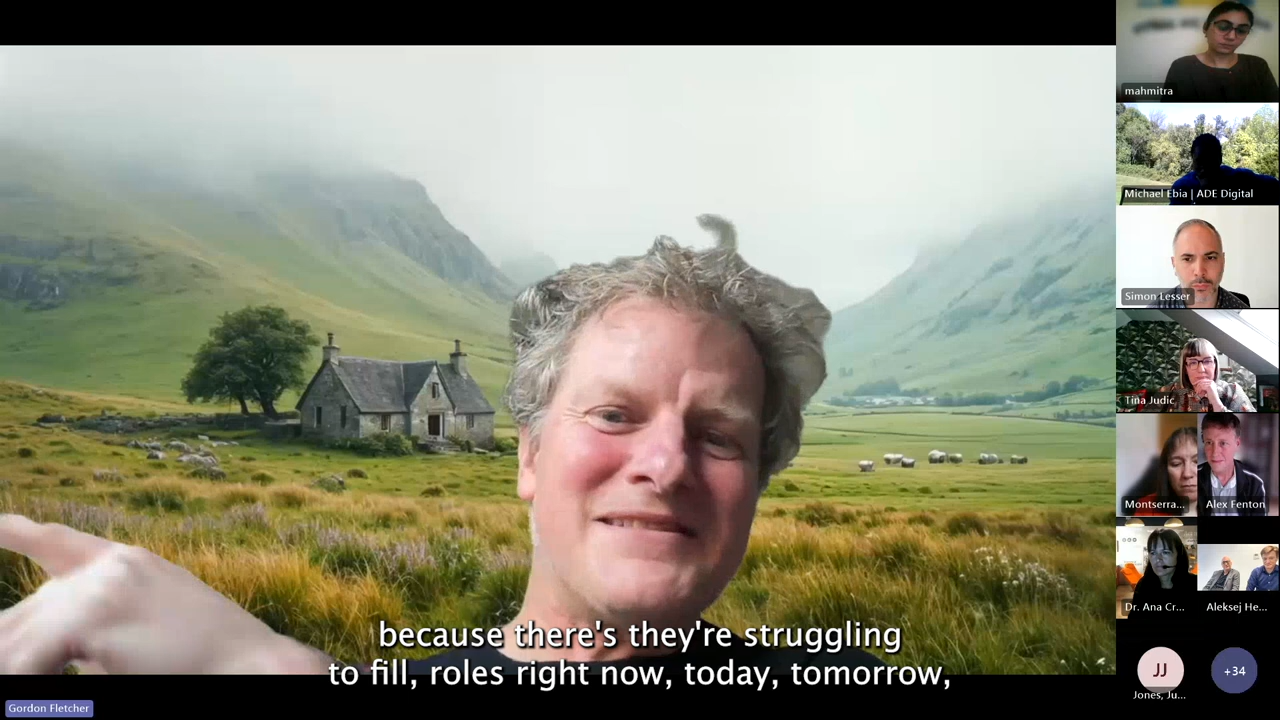 mahmitra
Michael Ebia | ADE Digital
Simon Lesser
Tina Judic
Montserra...
Alex Fenton
Dr. Ana Cr...
Aleksej He...
JJ
+34
Jones, Ju...
because there's they're struggling
to fill, roles right now, today, tomorrow,
Gordon Fletcher